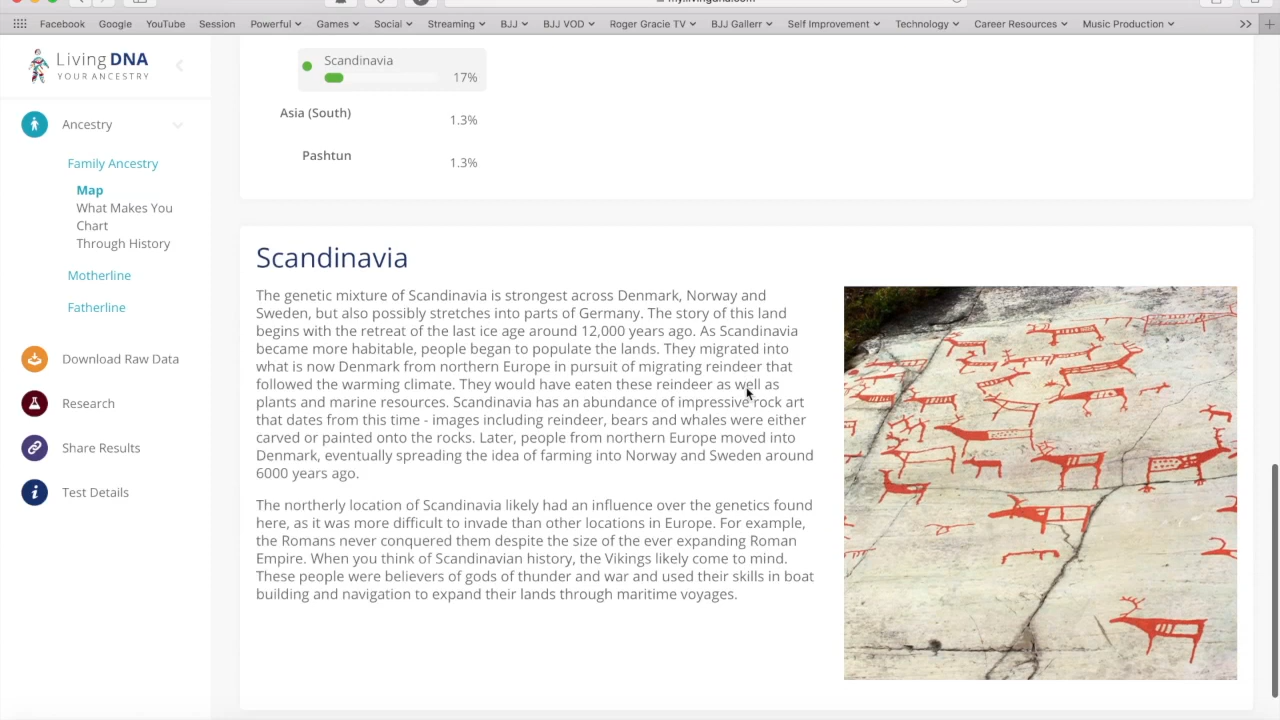 Facebook Google YouTube Session Powerful Games Social Streaming BJJ BJJ VOD Roger Gracie TV BJJ Gallerr Self Improvement Technology Career Resources Music Production
Living DNA
YOUR ANCESTRY
Ancestry
Family Ancestry
Map
What Makes You
Chart
Through History
Motherline
Fatherline
Download Raw Data
Research
Share Results
Test Details
Scandinavia
17%
Asia (South)
1.3%
Pashtun
1.3%
Scandinavia
The genetic mixture of Scandinavia is strongest across Denmark, Norway and
Sweden, but also possibly stretches into parts of Germany. The story of this land
begins with the retreat of the last ice age around 12,000 years ago. As Scandinavia
became more habitable, people began to populate the lands. They migrated into
what is now Denmark from northern Europe in pursuit of migrating reindeer that
followed the warming climate. They would have eaten these reindeer as well as
plants and marine resources. Scandinavia has an abundance of impressive rock art
that dates from this time - images including reindeer, bears and whales were either
carved or painted onto the rocks. Later, people from northern Europe moved into
Denmark, eventually spreading the idea of farming into Norway and Sweden around
6000 years ago.
The northerly location of Scandinavia likely had an influence over the genetics found
here, as it was more difficult to invade than other locations in Europe. For example,
the Romans never conquered them despite the size of the ever expanding Roman
Empire. When you think of Scandinavian history, the Vikings likely come to mind.
These people were believers of gods of thunder and war and used their skills in boat
building and navigation to expand their lands through maritime voyages.